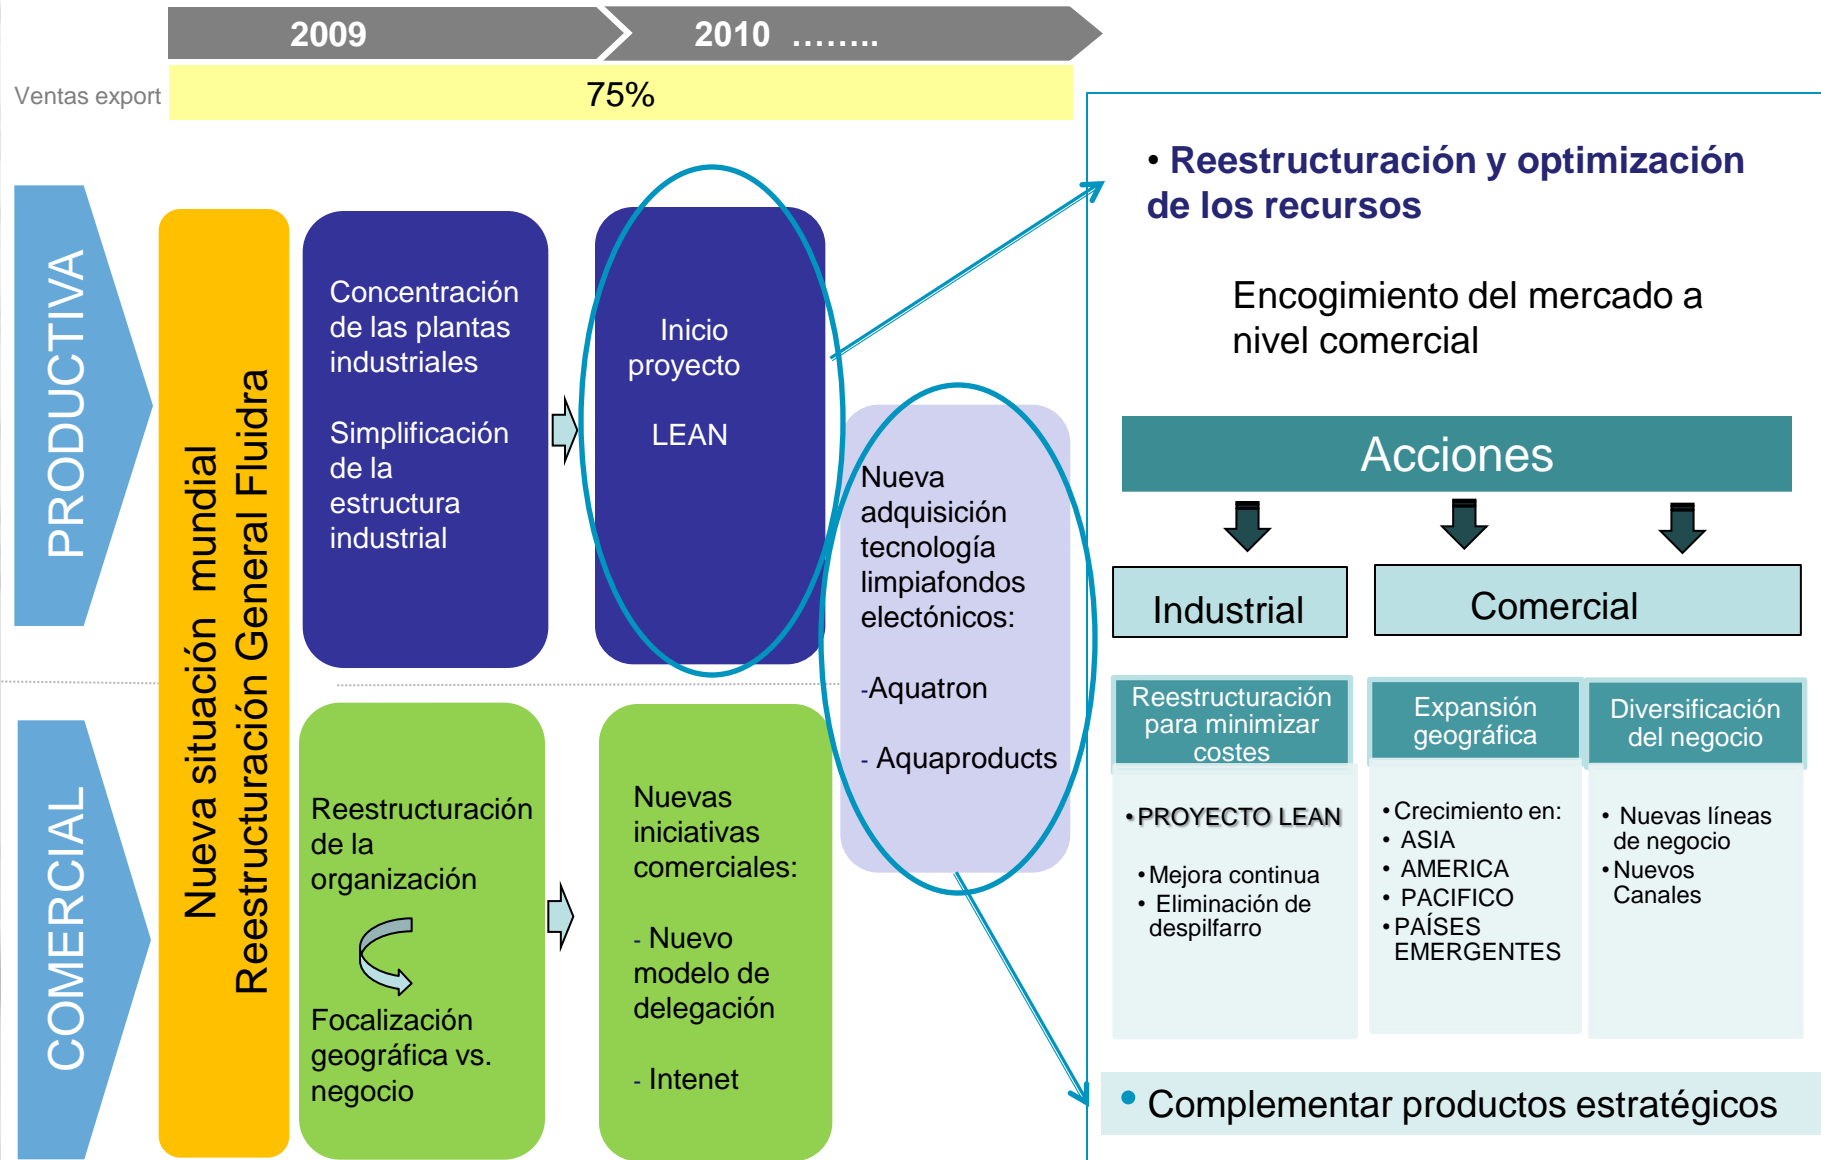 2009
2010 ........
Ventas export
75%
PRODUCTIVA
COMERCIAL
Nueva situación mundial
Reestructuración General Fluidra
Concentración
de las plantas
industriales
Simplificación
de la
estructura
industrial
Inicio
proyecto
LEAN
Nueva
adquisición
tecnología
limpiafondos
electónicos:
-Aquatron
- Aquaproducts
Reestructuración
de la
organización
Focalización
geográfica vs.
negocio
Nuevas
iniciativas
comerciales:
- Nuevo
modelo de
delegación
- Intenet
• Reestructuración y optimización
de los recursos
Encogimiento del mercado a
nivel comercial
Acciones
Industrial
Comercial
Reestructuración
para minimizar
costes
• PROYECTO LEAN
• Mejora continua
• Eliminación de
despilfarro
Expansión
geográfica
• Crecimiento en:
• ASIA
• AMERICA
• PACIFICO
• PAÍSES
EMERGENTES
Diversificación
del negocio
• Nuevas líneas
de negocio
• Nuevos
Canales
• Complementar productos estratégicos